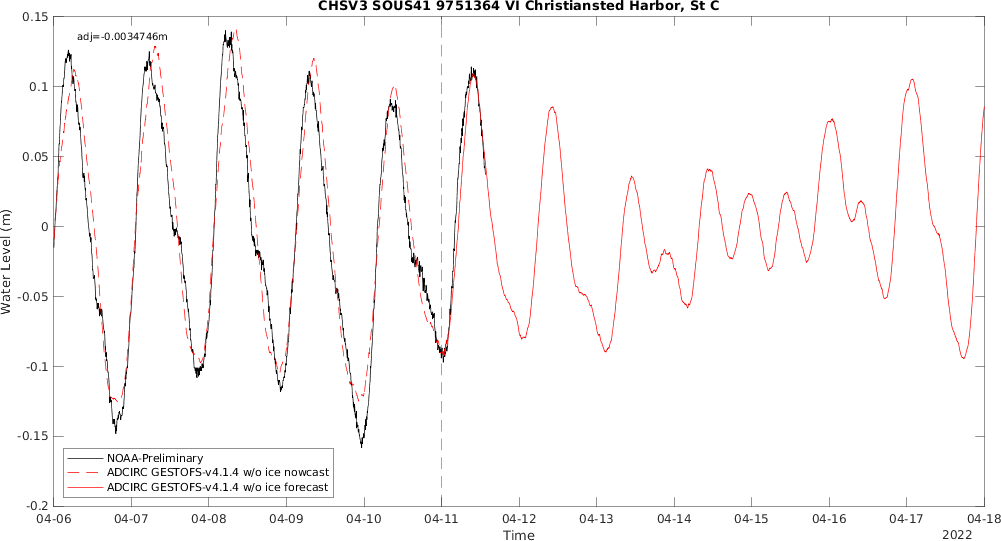 CHSV3 SOUS41 9751364 VI Christiansted Harbor, St C
adj=-0.0034746m
0.15
0.1
0.05
0
-0.05
-0.1
-0.15
-0.2
Water Level (m)
NOAA-Preliminary
ADCIRC GESTOFS-v4.1.4 w/o ice nowcast
ADCIRC GESTOFS-v4.1.4 w/o ice forecast
04-06 04-07 04-08 04-09 04-10 04-11 04-12 04-13 04-14 04-15 04-16 04-17 04-18
Time
2022